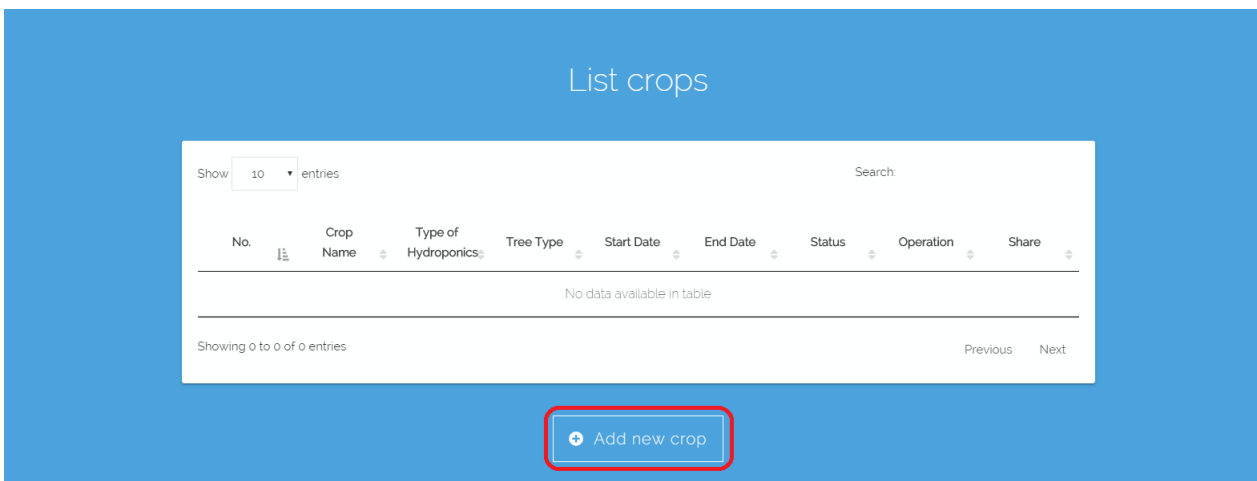 List crops
Show 10 entries
Search:
No. Crop Name Type of Hydroponics Tree Type Start Date End Date Status Operation Share
No data available in table
Showing 0 to 0 of 0 entries
Previous Next
Add new crop